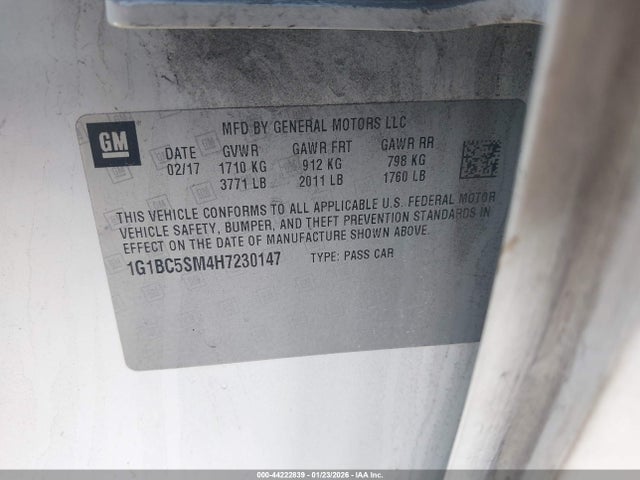 GM
MFD BY GENERAL MOTORS LLC
DATE GVWR GAWR FRT GAWR RR
02/17 1710 KG 912 KG 798 KG
3771 LB 2011 LB 1760 LB
THIS VEHICLE CONFORMS TO ALL APPLICABLE U.S. FEDERAL MOTOR
VEHICLE SAFETY, BUMPER, AND THEFT PREVENTION STANDARDS IN
EFFECT ON THE DATE OF MANUFACTURE SHOWN ABOVE.
1G1BC5SM4H7230147 TYPE: PASS CAR
000-44222839 - 01/23/2026 - IAA Inc.